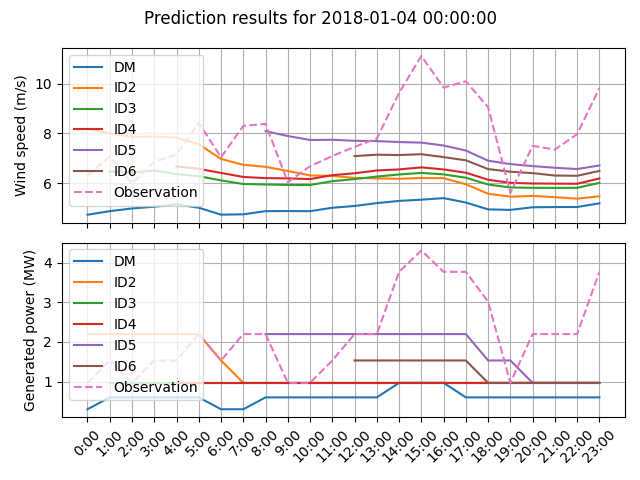 Prediction results for 2018-01-04 00:00:00
Wind speed (m/s)
10
8
6
DM
ID2
ID3
ID4
ID5
ID6
Observation
Generated power (MW)
4
3
2
1
DM
ID2
ID3
ID4
ID5
ID6
Observation
0:00 1:00 2:00 3:00 4:00 5:00 6:00 7:00 8:00 9:00 10:00 11:00 12:00 13:00 14:00 15:00 16:00 17:00 18:00 19:00 20:00 21:00 22:00 23:00